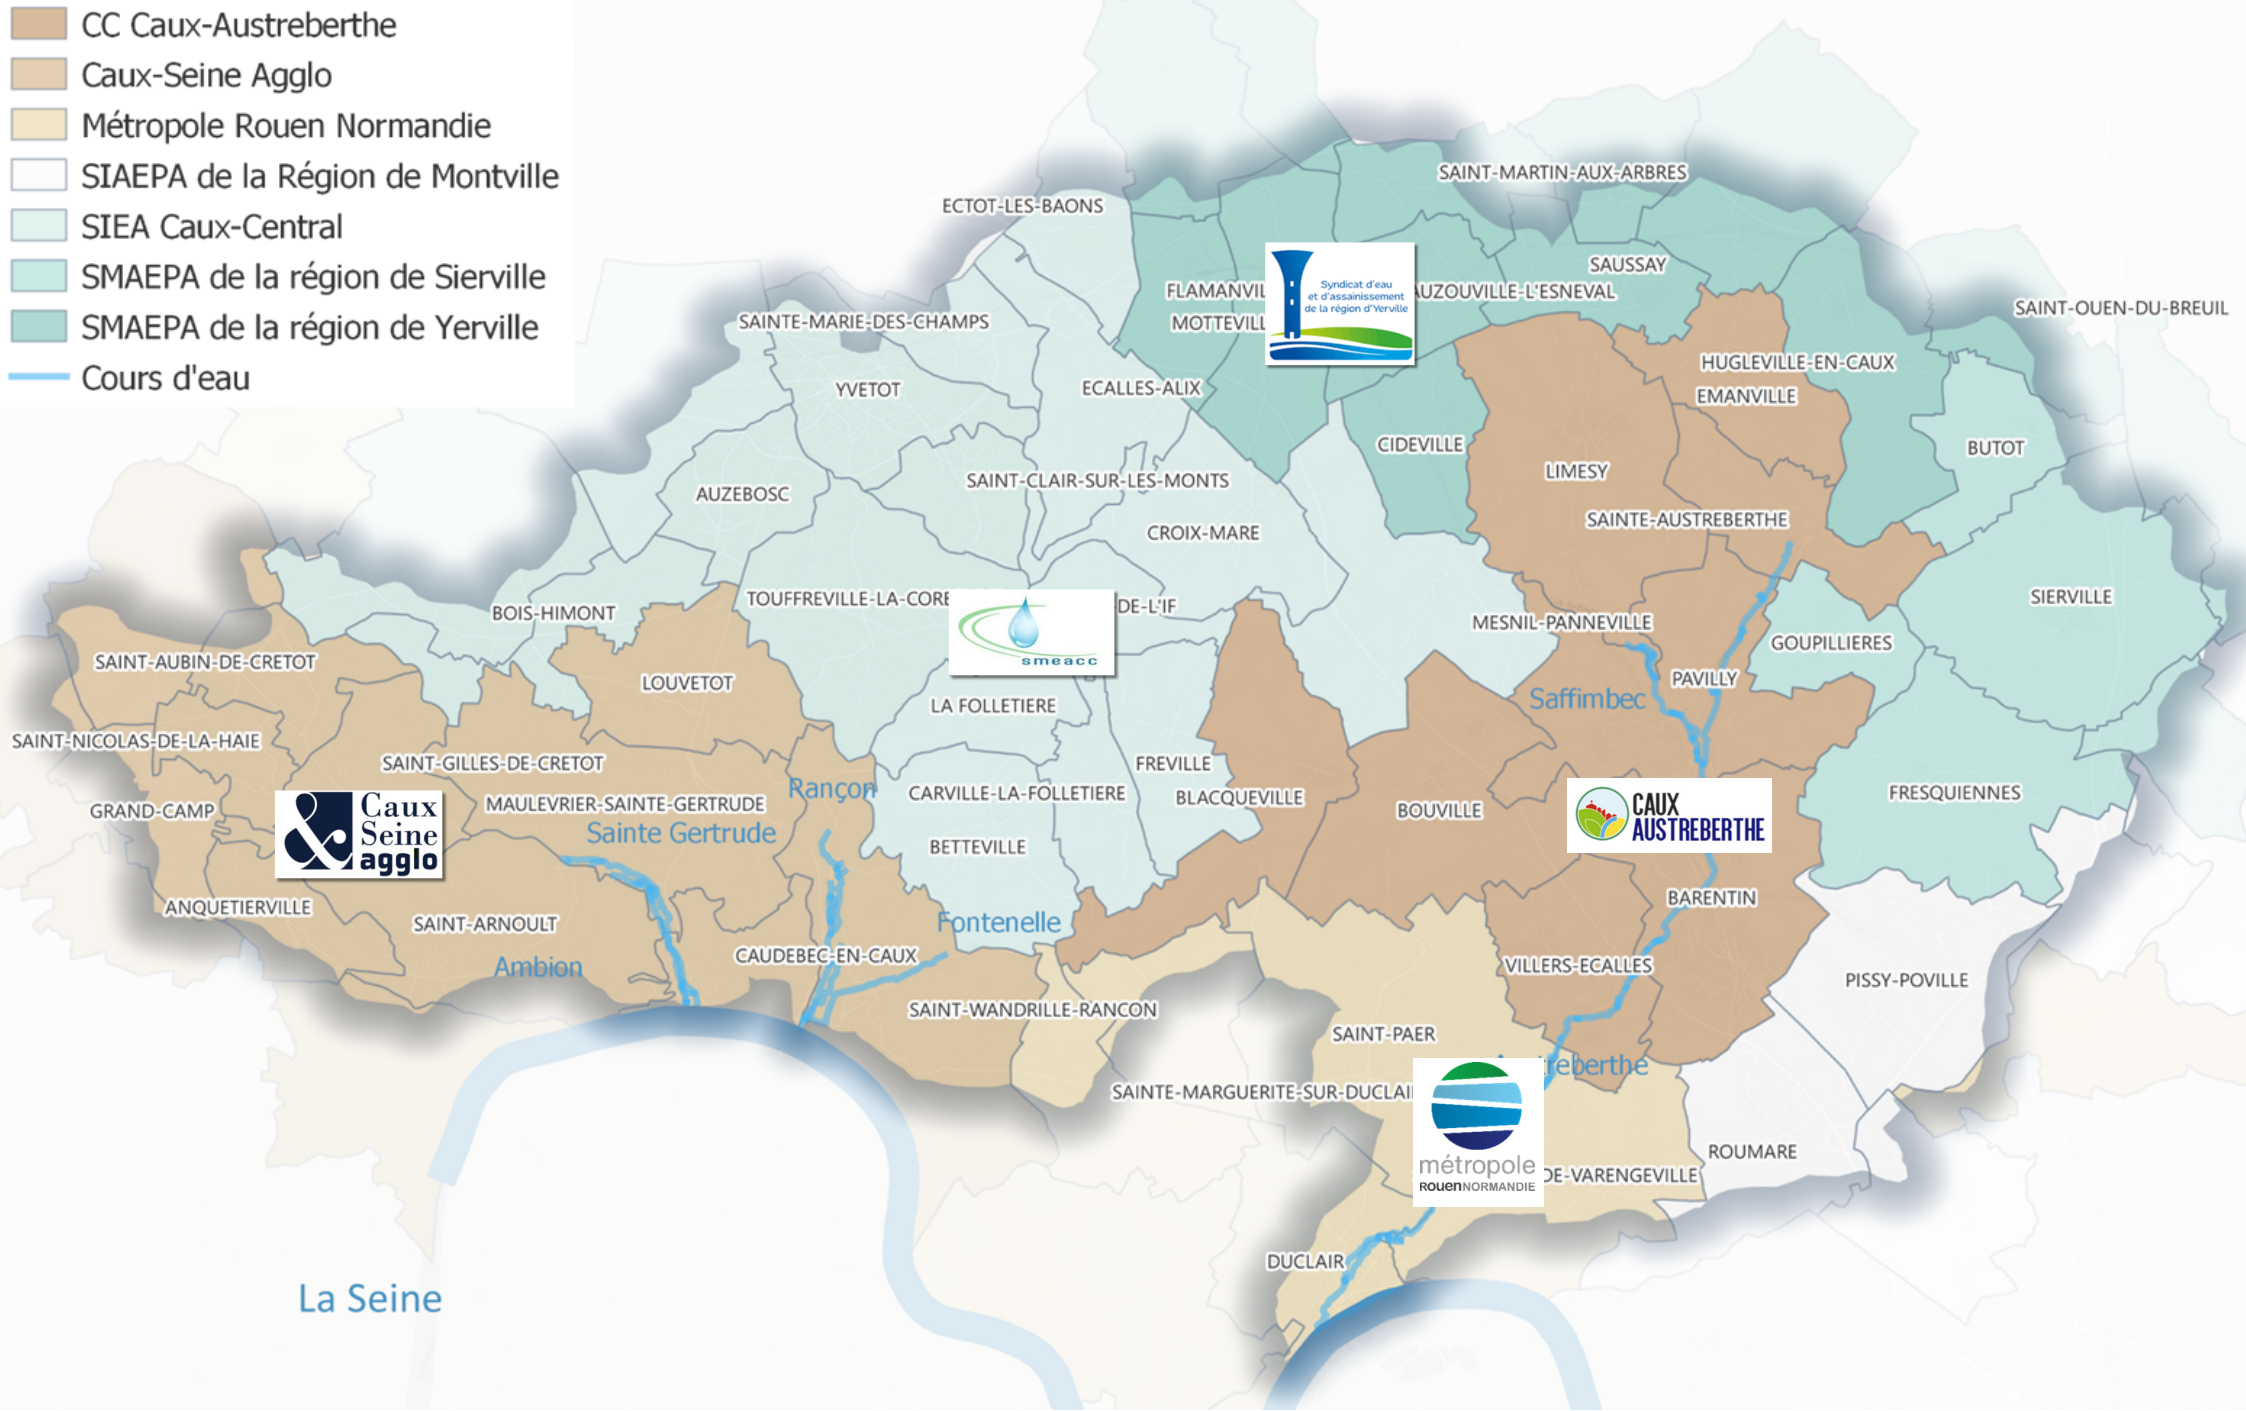 CC Caux-Austreberthe
Caux-Seine Agglo
Métropole Rouen Normandie
SIAEPA de la Région de Montville
SIEA Caux-Central
SMAEPA de la région de Sierville
SMAEPA de la région de Yerville
Cours d'eau
SAINT-MARTIN-AUX-ARBRES
ECTOT-LES-BAONS
SAUSSAY
FLAMANVIL
AUZOUVILLE-L'ESNEVAL
Syndicat d'eau
et d'assainissement
de la région d'Yerville
SAINT-OUEN-DU-BREUIL
SAINTE-MARIE-DES-CHAMPS
MOTTEVILL
HUGLEVILLE-EN-CAUX
YVETOT
ECALLES-ALIX
EMANVILLE
CIDEVILLE
BUTOT
LIMESY
SAINT-CLAIR-SUR-LES-MONTS
AUZEBOSC
SAINTE-AUSTREBERTHE
CROIX-MARE
SIERVILLE
TOUFFREVILLE-LA-CORB
DE-L'IF
BOIS-HIMONT
MESNIL-PANNEVILLE
GOUPILLIERES
smeacc
SAINT-AUBIN-DE-CRETOT
LOUVETOT
PAVILLY
Saffimbec
LA FOLLETIERE
SAINT-NICOLAS-DE-LA-HAIE
SAINT-GILLES-DE-CRETOT
FREVILLE
Rançon
CARVILLE-LA-FOLLETIERE
BLACQUEVILLE
FRESQUIENNES
MAULEVRIER-SAINTE-GERTRUDE
GRAND-CAMP
BOUVILLE
Caux
Seine
agglo
CAUX
AUSTREBERTHE
Sainte Gertrude
BETTEVILLE
BARENTIN
ANQUETIERVILLE
SAINT-ARNOULT
Fontenelle
CAUDEBEC-EN-CAUX
Ambion
VILLERS-ECALLES
PISSY-POVILLE
SAINT-WANDRILLE-RANCON
SAINT-PAER
treberthe
SAINTE-MARGUERITE-SUR-DUCLAI
ROUMARE
métropole
ROUENNORMANDIE
DE-VARENGEVILLE
DUCLAIR
La Seine